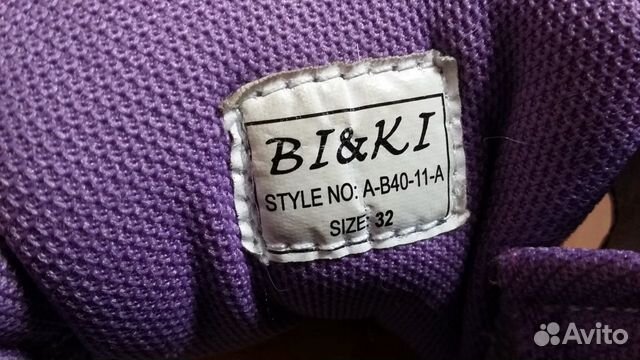 BI&KI
STYLE NO: A-B40-11-A
SIZE: 32
Avito